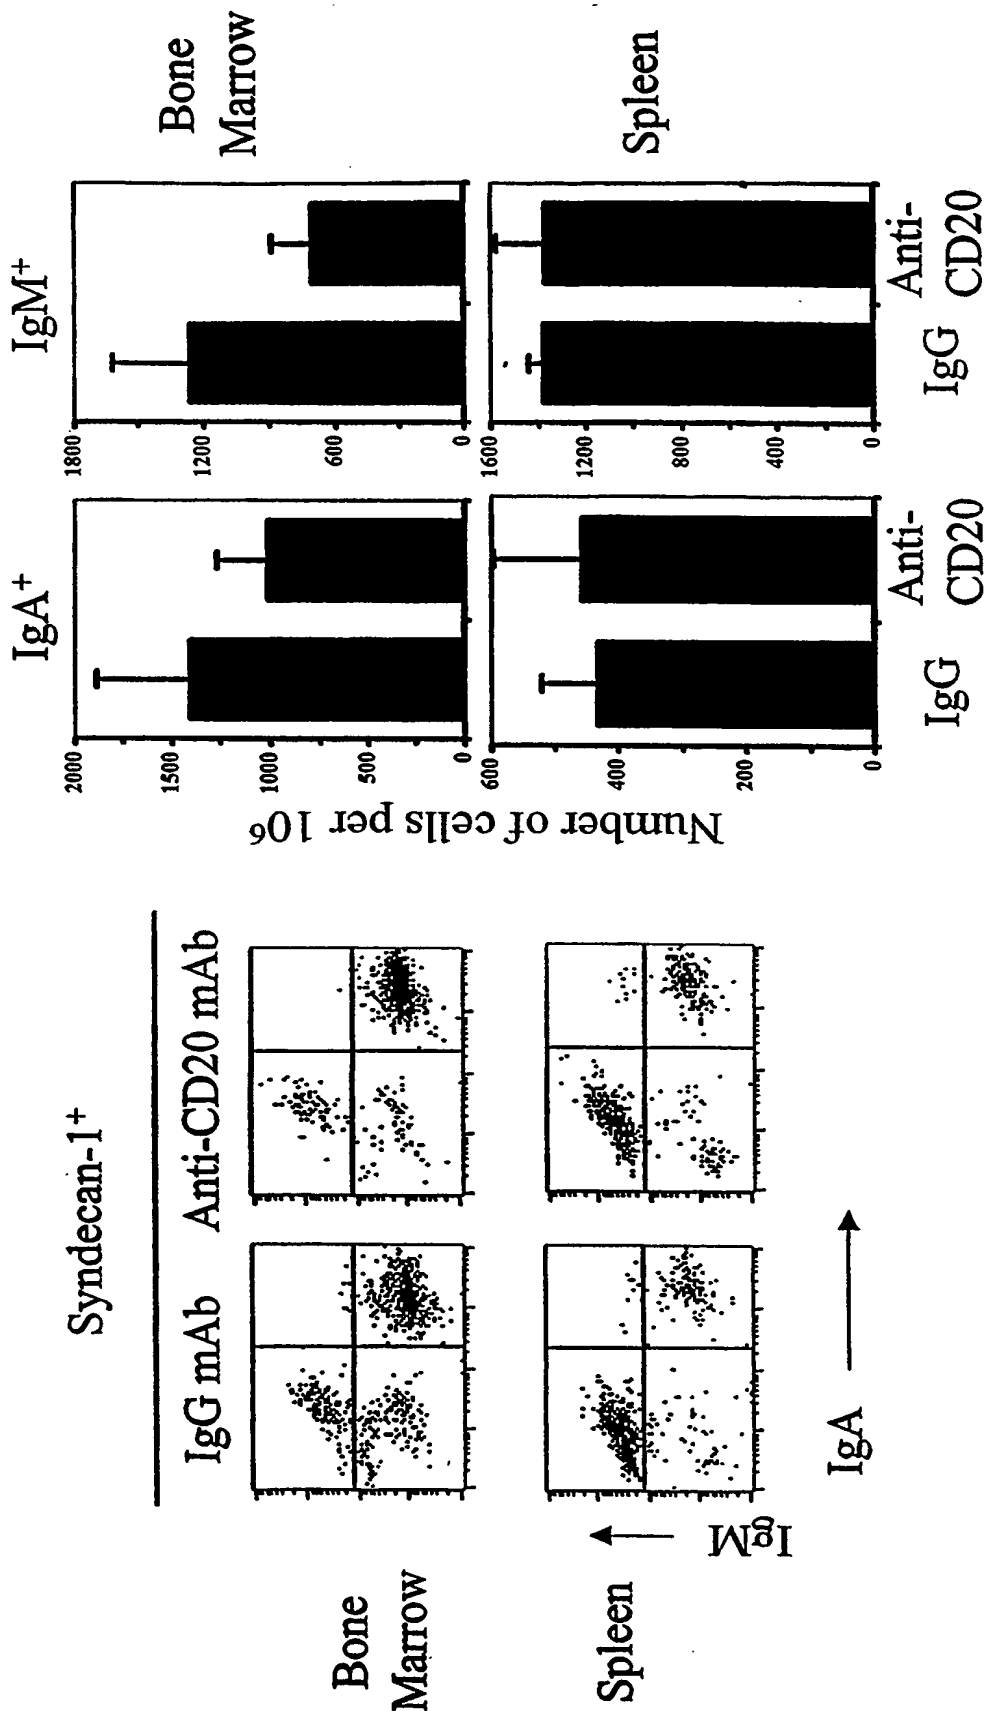 Syndecan-1⁺
IgG mAb
Anti-CD20 mAb
Bone
Marrow
Spleen
IgM
IgA
IgA⁺
IgM⁺
Number of cells per 10⁶
2000
1500
1000
500
0
1800
1200
600
0
Bone
Marrow
600
400
200
0
1600
1200
800
400
0
Spleen
IgG
Anti-
CD20
IgG
Anti-
CD20